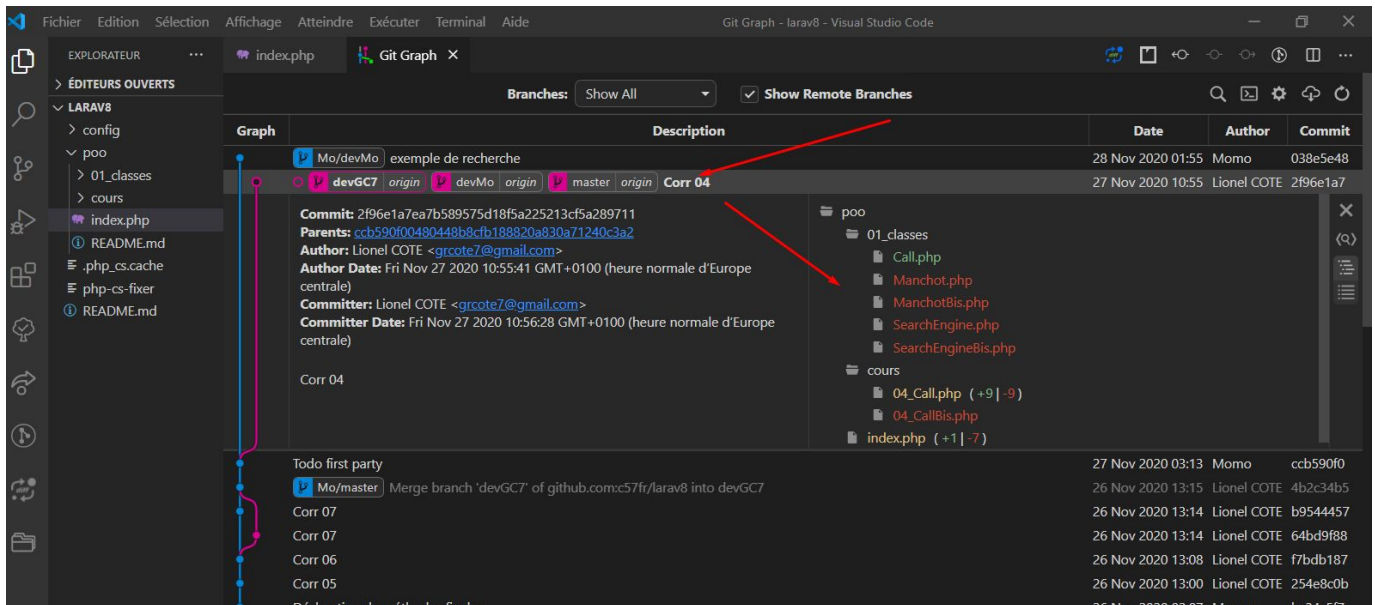 Fichier Edition Sélection Affichage Atteindre Exécuter Terminal Aide Git Graph - larav8 - Visual Studio Code
EXPLORATEUR ... index.php Git Graph
ÉDITEURS OUVERTS
LARAV8
config
poo
01_classes
cours
index.php
README.md
.php_cs.cache
php-cs-fixer
README.md
Branches: Show All Show Remote Branches
Graph Description Date Author Commit
Mo/devMo exemple de recherche 28 Nov 2020 01:55 Momo 038e5e48
devGC7 origin devMo origin master origin Corr 04 27 Nov 2020 10:55 Lionel COTE 2f96e1a7
Commit: 2f96e1a7ea7b589575d18f5a225213cf5a289711
Parents: ccb590f00480448b8cfb188820a830a71240c3a2
Author: Lionel COTE <grcote7@gmail.com>
Author Date: Fri Nov 27 2020 10:55:41 GMT+0100 (heure normale d'Europe
centrale)
Committer: Lionel COTE <grcote7@gmail.com>
Committer Date: Fri Nov 27 2020 10:56:28 GMT+0100 (heure normale d'Europe
centrale)
Corr 04
poo
01_classes
Call.php
Manchot.php
ManchotBis.php
SearchEngine.php
SearchEngineBis.php
cours
04_Call.php (+9|-9)
04_CallBis.php
index.php (+1|-7)
Todo first party 27 Nov 2020 03:13 Momo ccb590f0
Mo/master Merge branch 'devGC7' of github.com:c57fr/larav8 into devGC7 26 Nov 2020 13:15 Lionel COTE 4b2c34b5
Corr 07 26 Nov 2020 13:14 Lionel COTE b9544457
Corr 07 26 Nov 2020 13:14 Lionel COTE 64bd9f88
Corr 06 26 Nov 2020 13:08 Lionel COTE f7bdb187
Corr 05 26 Nov 2020 13:00 Lionel COTE 254e8c0b